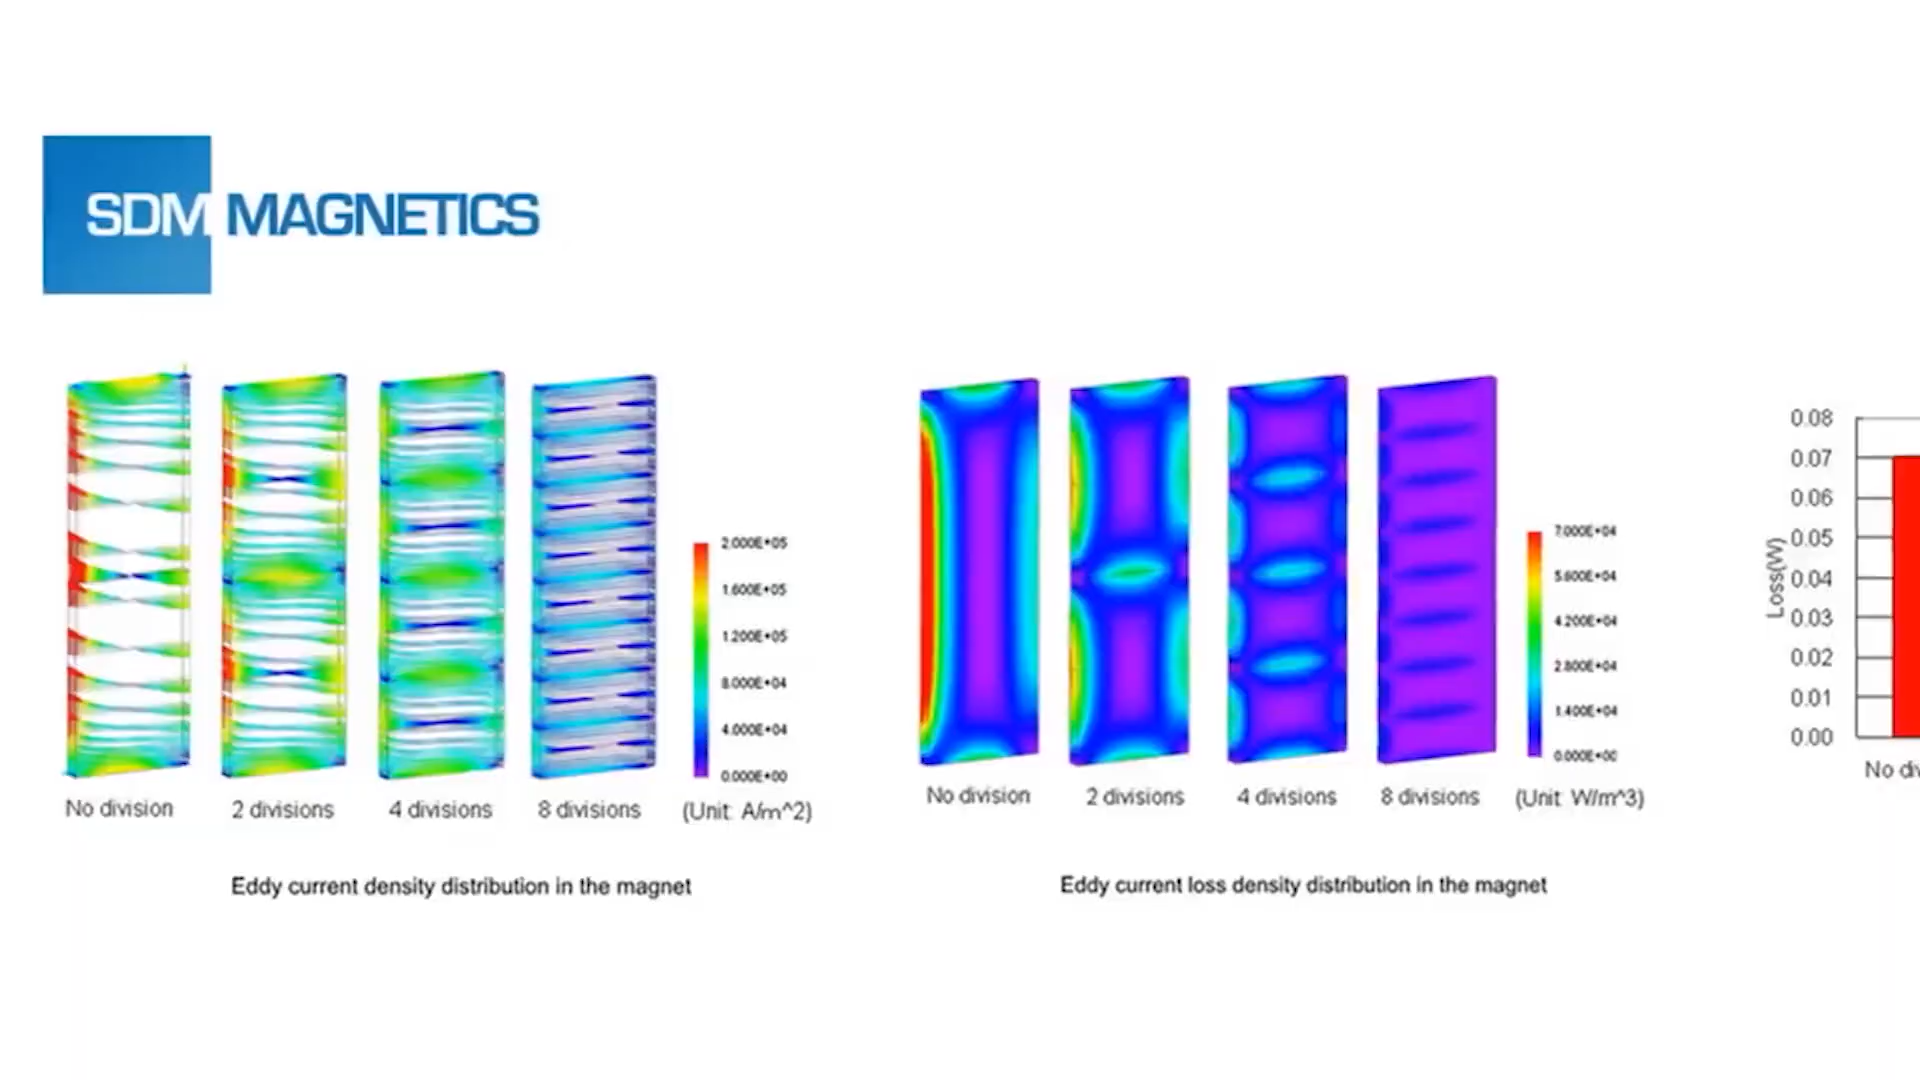 SDM MAGNETICS
2.000E+05
1.600E+05
1.200E+05
8.000E+04
4.000E+04
0.000E+00
No division 2 divisions 4 divisions 8 divisions (Unit: A/m^2)
Eddy current density distribution in the magnet
7.000E+04
5.600E+04
4.200E+04
2.800E+04
1.400E+04
0.000E+00
No division 2 divisions 4 divisions 8 divisions (Unit: W/m^3)
Eddy current loss density distribution in the magnet
Loss(W)
0.08
0.07
0.06
0.05
0.04
0.03
0.02
0.01
0.00
No div